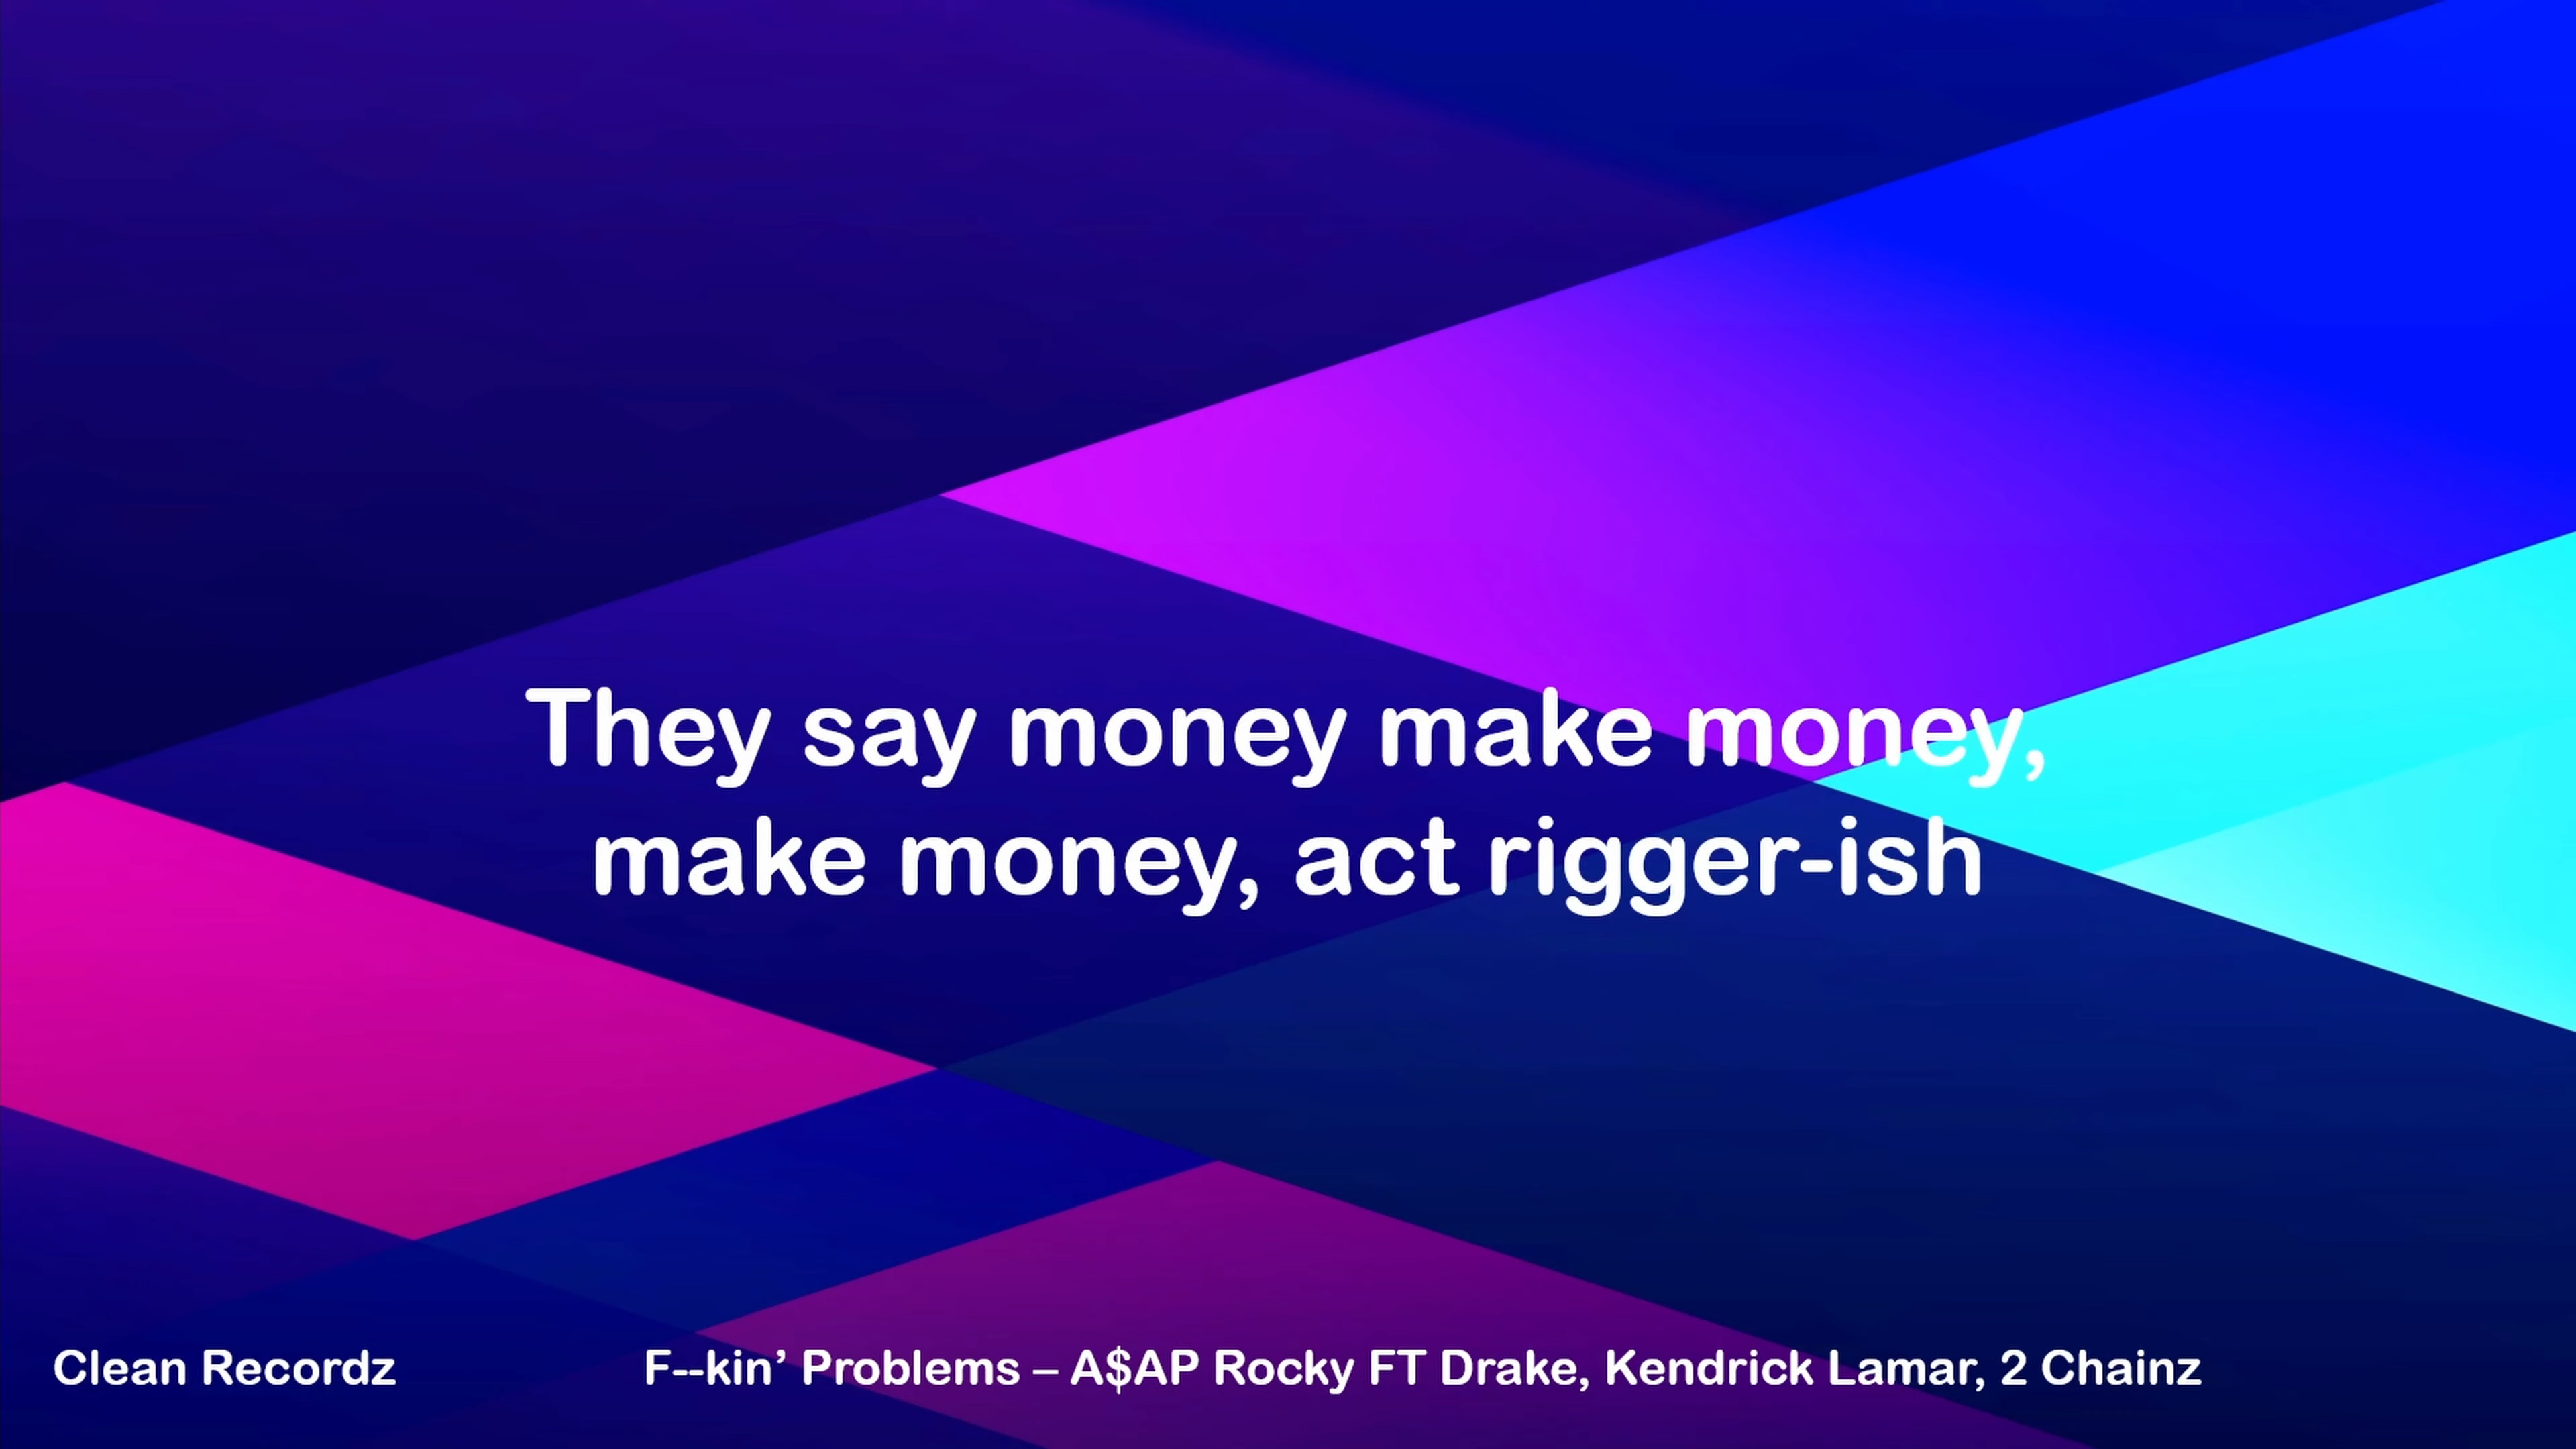 They say money make money,
make money, act rigger-ish
Clean Recordz
F--kin’ Problems – A$AP Rocky FT Drake, Kendrick Lamar, 2 Chainz